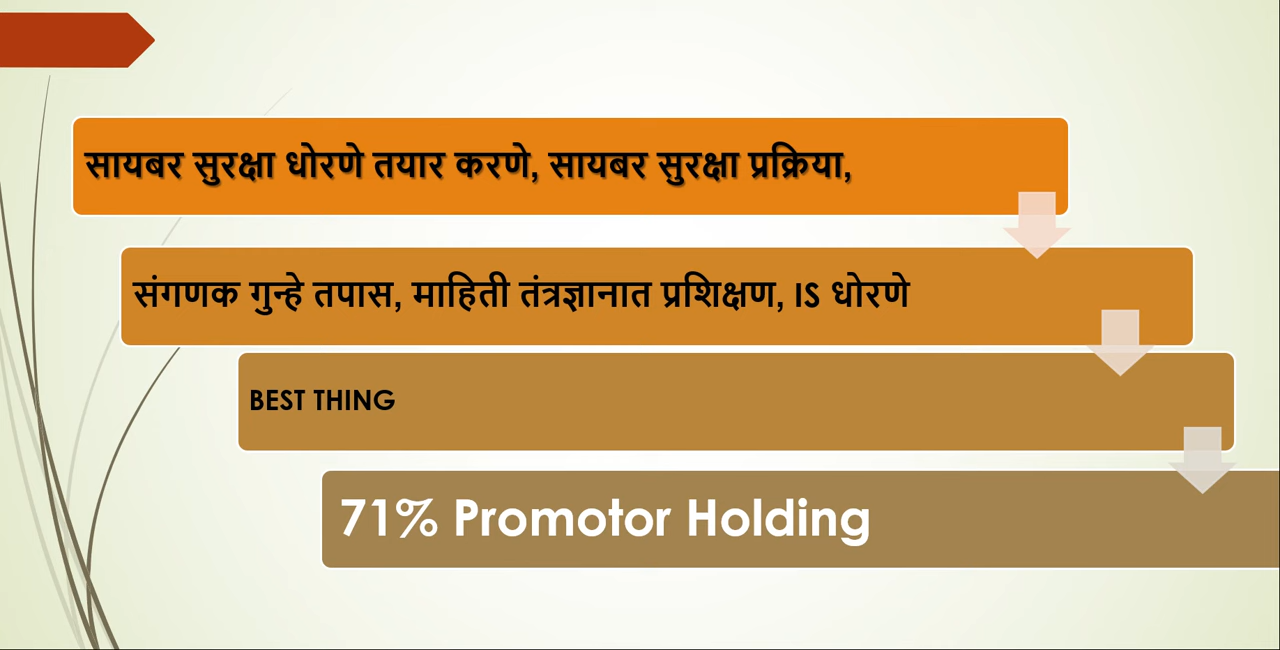 सायबर सुरक्षा धोरणे तयार करणे, सायबर सुरक्षा प्रक्रिया,
संगणक गुन्हे तपास, माहिती तंत्रज्ञानात प्रशिक्षण, IS धोरणे
BEST THING
71% Promotor Holding